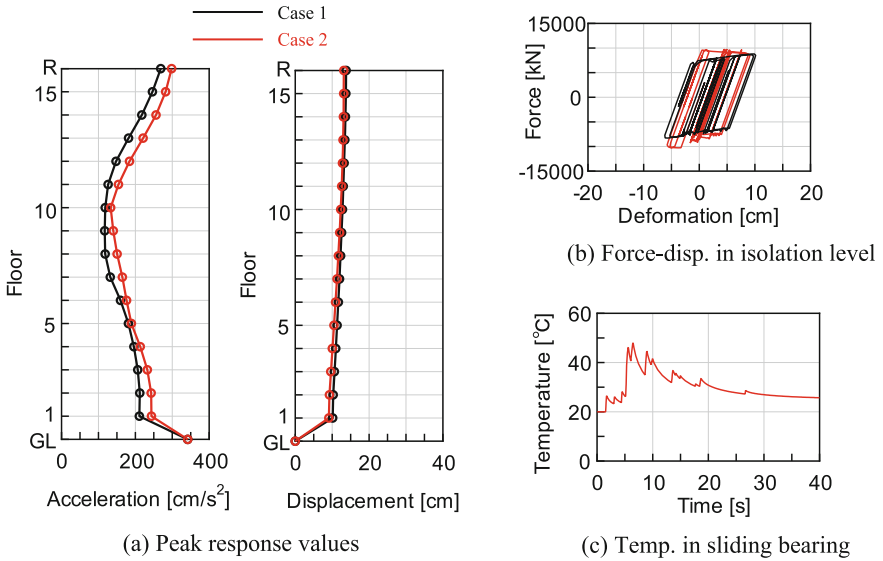 Case 1
Case 2
R
15
10
5
1
GL
Floor
0
200
400
Acceleration [cm/s²]
R
15
10
5
1
GL
Floor
0
20
40
Displacement [cm]
(a) Peak response values
15000
0
-15000
Force [kN]
-20
-10
0
10
20
Deformation [cm]
(b) Force-disp. in isolation level
60
40
20
0
Temperature [℃]
0
10
20
30
40
Time [s]
(c) Temp. in sliding bearing